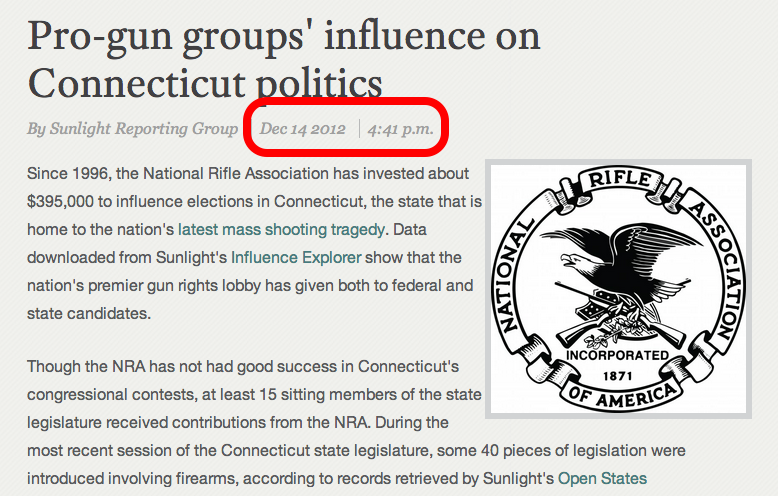 Pro-gun groups' influence on
Connecticut politics
By Sunlight Reporting Group Dec 14 2012 | 4:41 p.m.
Since 1996, the National Rifle Association has invested about
$395,000 to influence elections in Connecticut, the state that is
home to the nation's latest mass shooting tragedy. Data
downloaded from Sunlight's Influence Explorer show that the
nation's premier gun rights lobby has given both to federal and
state candidates.
Though the NRA has not had good success in Connecticut's
congressional contests, at least 15 sitting members of the state
legislature received contributions from the NRA. During the
most recent session of the Connecticut state legislature, some 40 pieces of legislation were
introduced involving firearms, according to records retrieved by Sunlight's Open States
NATIONAL RIFLE ASSOCIATION
INCORPORATED
1871
OF AMERICA